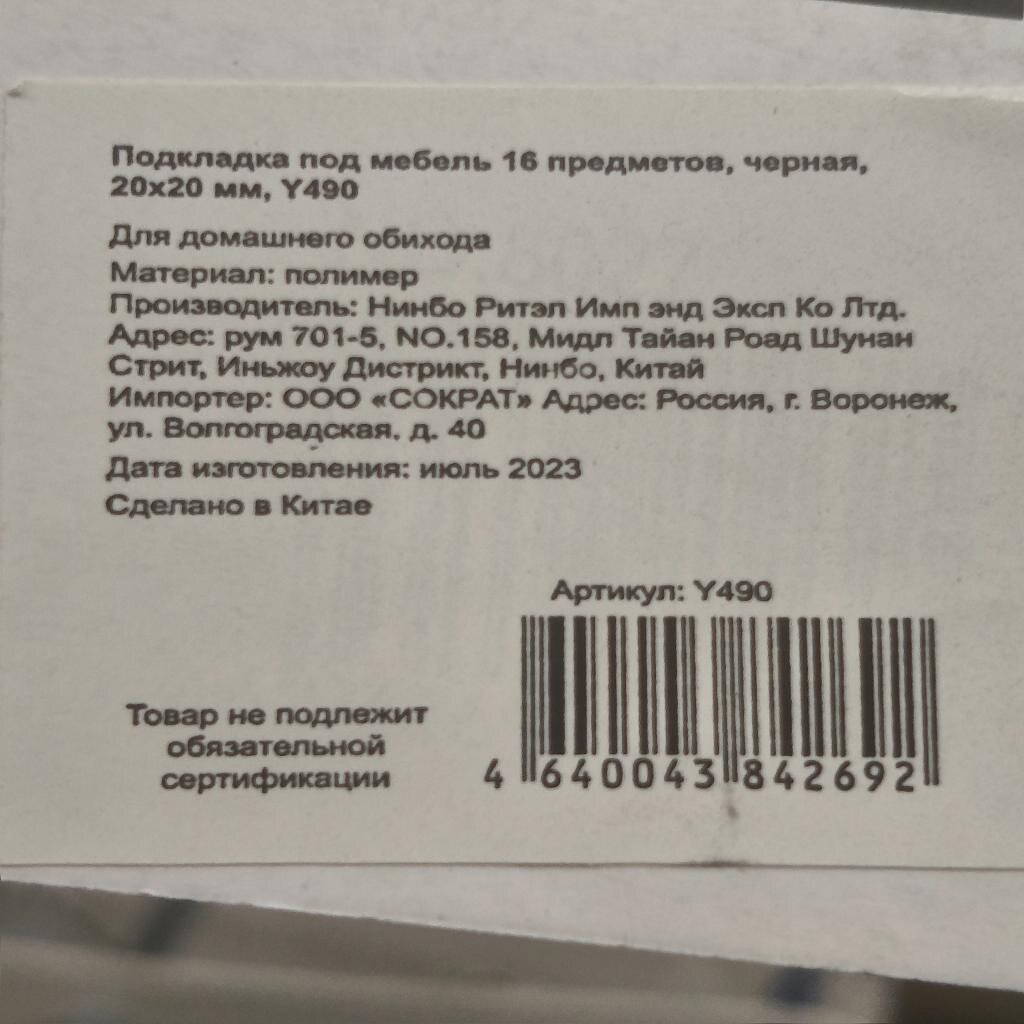 Подкладка под мебель 16 предметов, черная,
20х20 мм, Y490
Для домашнего обихода
Материал: полимер
Производитель: Нинбо Ритэл Имп энд Эксп Ко Лтд.
Адрес: рум 701-5, NO.158, Мидл Тайан Роад Шунан
Стрит, Иньжоу Дистрикт, Нинбо, Китай
Импортер: ООО «СОКРАТ» Адрес: Россия, г. Воронеж,
ул. Волгоградская. д. 40
Дата изготовления: июль 2023
Сделано в Китае
Артикул: Y490
Товар не подлежит
обязательной
сертификации
4 640043 842692